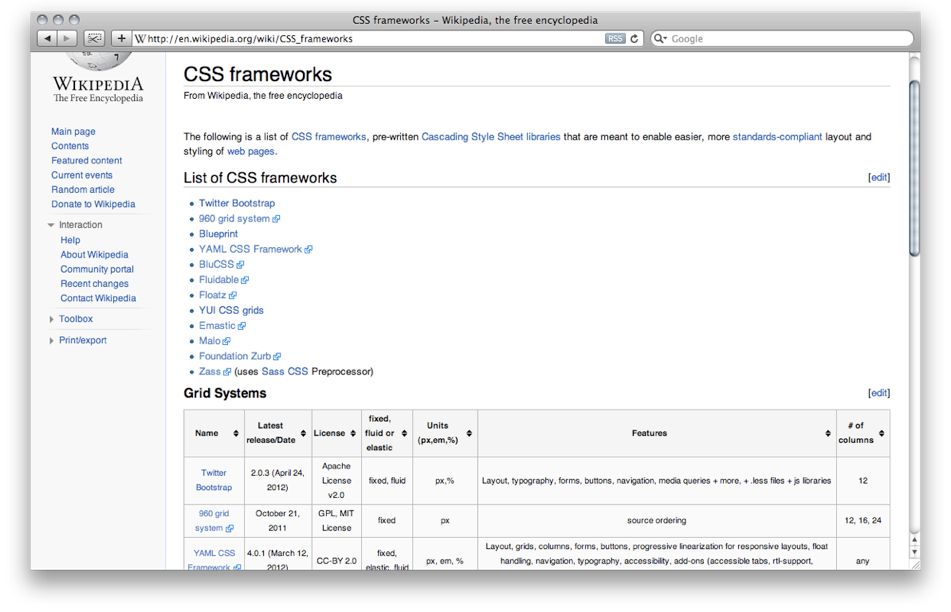 CSS frameworks – Wikipedia, the free encyclopedia
W http://en.wikipedia.org/wiki/CSS_frameworks RSS Google
WIKIPEDIA
The Free Encyclopedia
Main page
Contents
Featured content
Current events
Random article
Donate to Wikipedia
Interaction
Help
About Wikipedia
Community portal
Recent changes
Contact Wikipedia
Toolbox
Print/export
CSS frameworks
From Wikipedia, the free encyclopedia
The following is a list of CSS frameworks, pre-written Cascading Style Sheet libraries that are meant to enable easier, more standards-compliant layout and
styling of web pages.
List of CSS frameworks [edit]
Twitter Bootstrap
960 grid system
Blueprint
YAML CSS Framework
BluCSS
Fluidable
Floatz
YUI CSS grids
Emastic
Malo
Foundation Zurb
Zass (uses Sass CSS Preprocessor)
Grid Systems [edit]
Name
Latest
release/Date
License
fixed,
fluid or
elastic
Units
(px,em,%)
Features
# of
columns
Twitter
Bootstrap
2.0.3 (April 24,
2012)
Apache
License
v2.0
fixed, fluid
px,%
Layout, typography, forms, buttons, navigation, media queries + more, + .less files + js libraries
12
960 grid
system
October 21,
2011
GPL, MIT
License
fixed
px
source ordering
12, 16, 24
YAML CSS
Framework
4.0.1 (March 12,
2012)
CC-BY 2.0
fixed,
elastic, fluid
px, em, %
Layout, grids, columns, forms, buttons, progressive linearization for responsive layouts, float
handling, navigation, typography, accessibility, add-ons (accessible tabs, rtl-support,
any